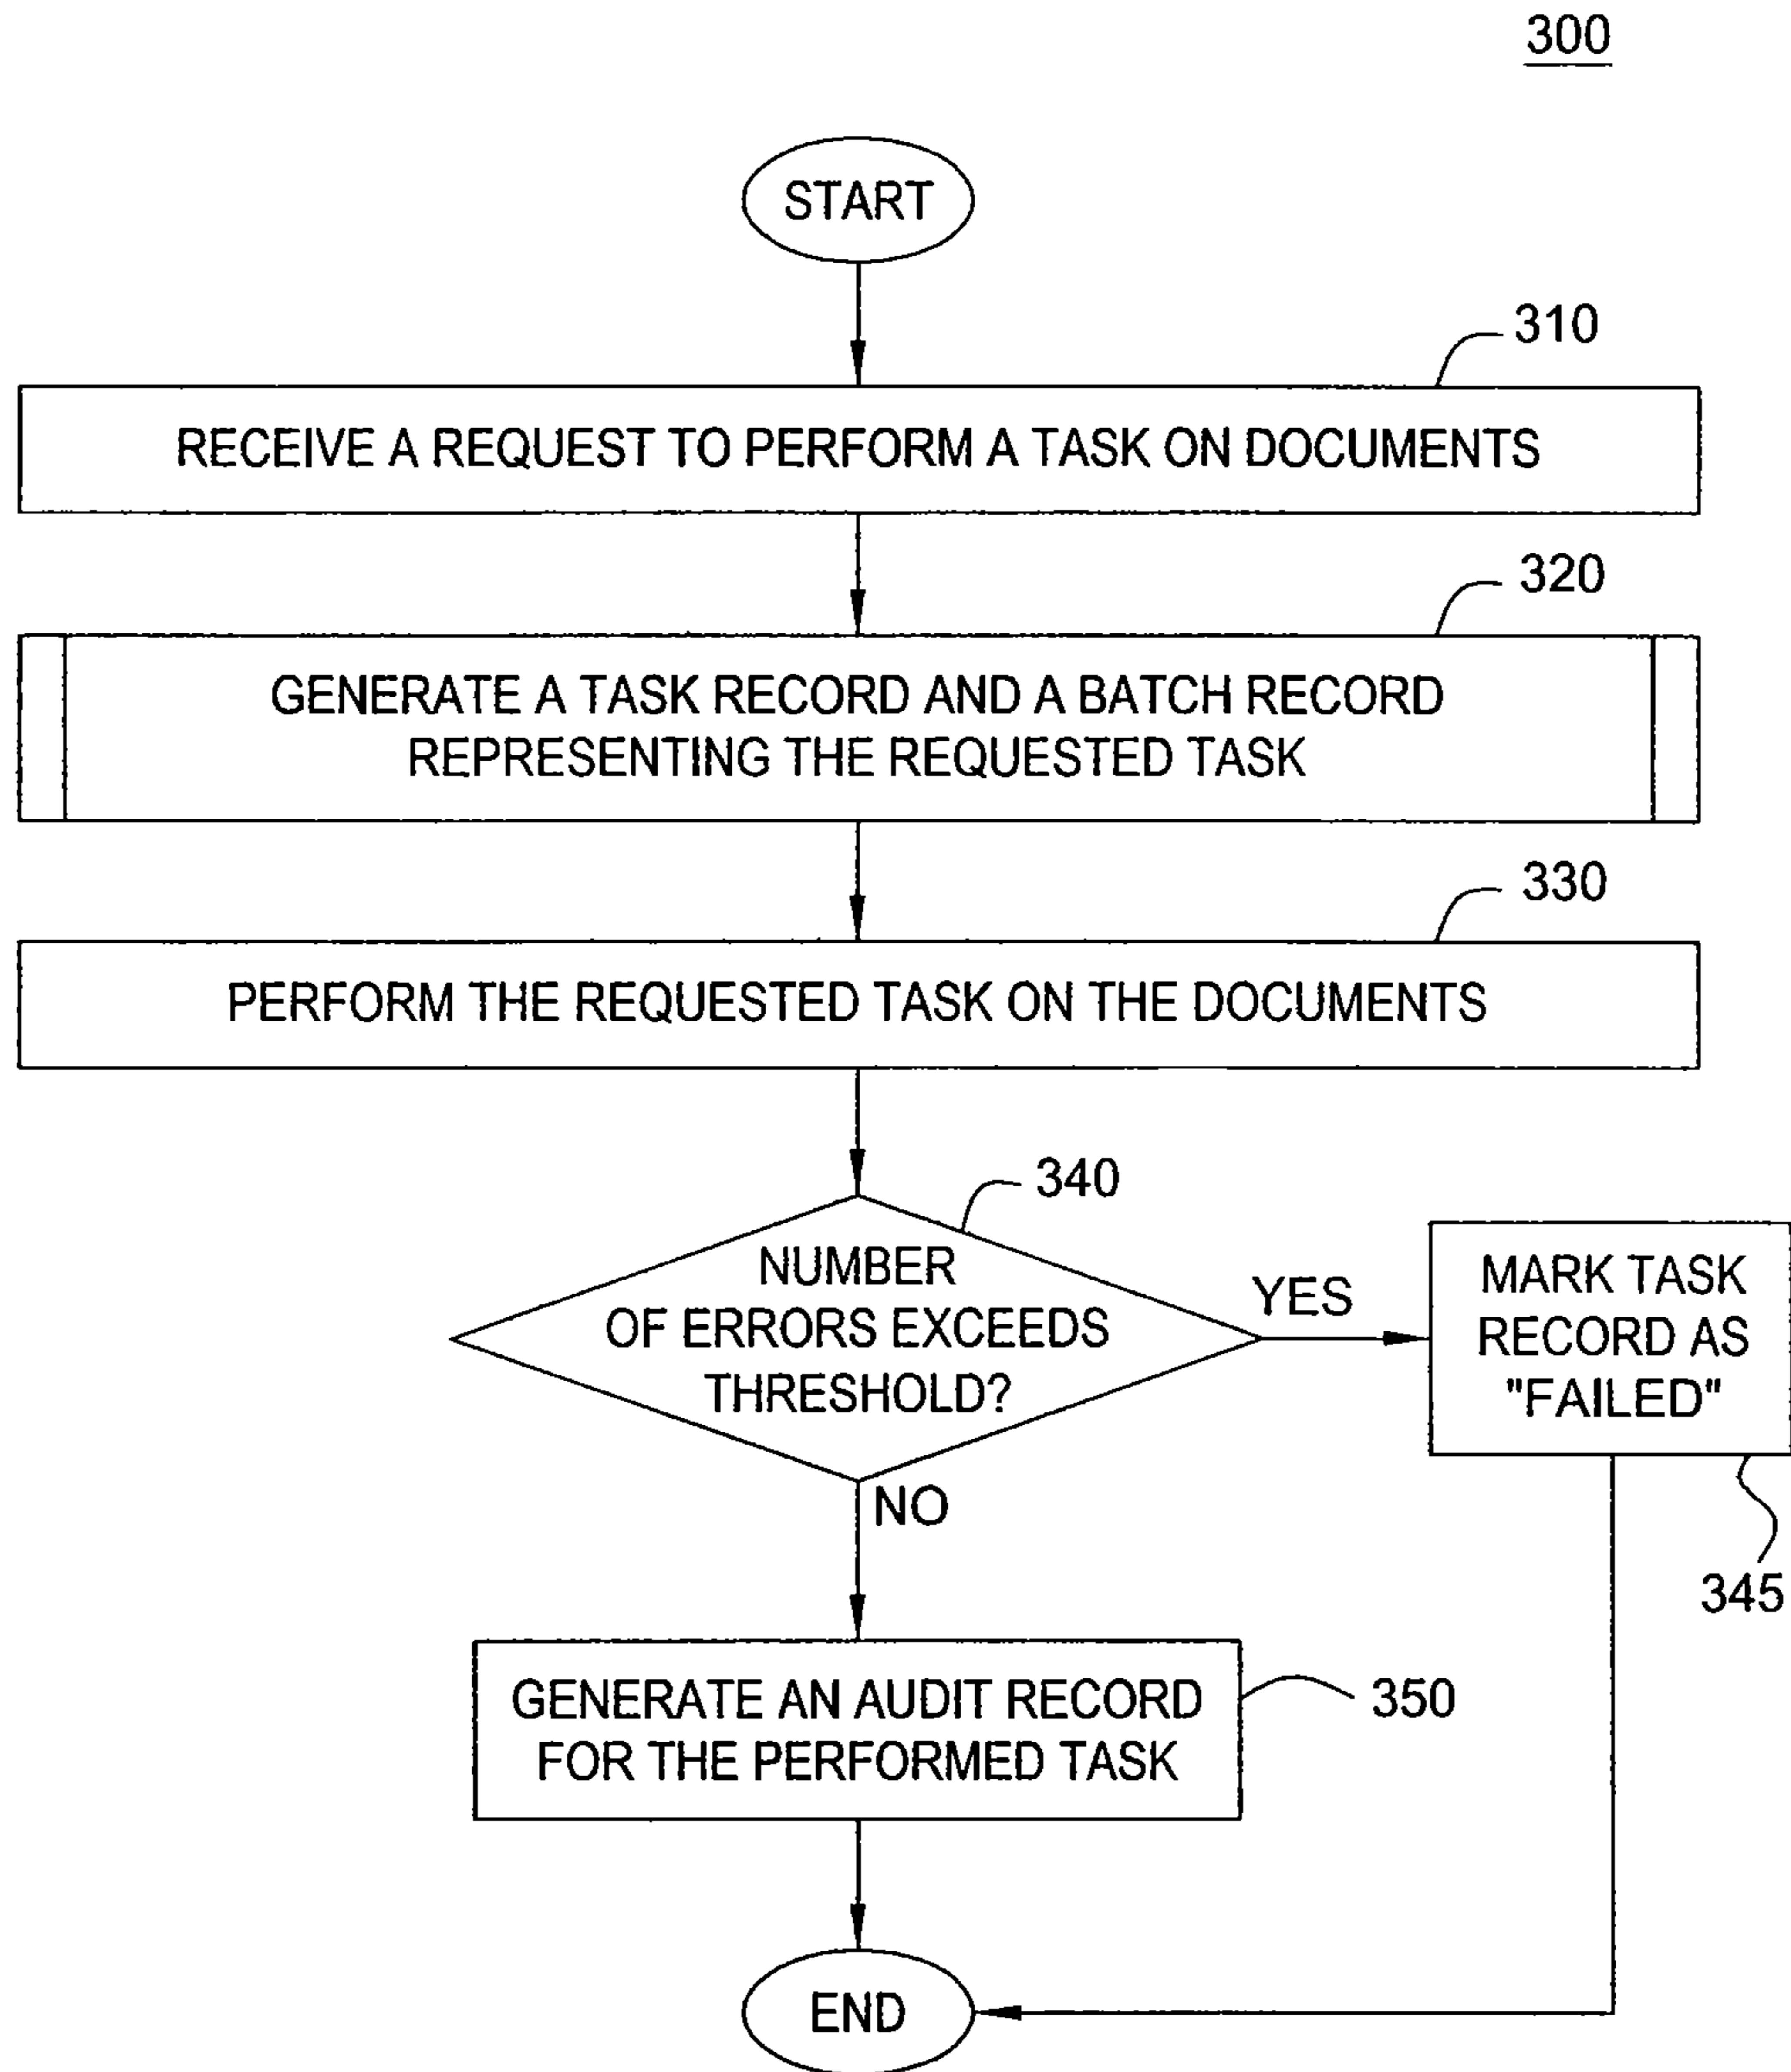 300
START
310
RECEIVE A REQUEST TO PERFORM A TASK ON DOCUMENTS
320
GENERATE A TASK RECORD AND A BATCH RECORD
REPRESENTING THE REQUESTED TASK
330
PERFORM THE REQUESTED TASK ON THE DOCUMENTS
340
NUMBER
OF ERRORS EXCEEDS
THRESHOLD?
YES
MARK TASK
RECORD AS
"FAILED"
345
NO
GENERATE AN AUDIT RECORD
FOR THE PERFORMED TASK
350
END